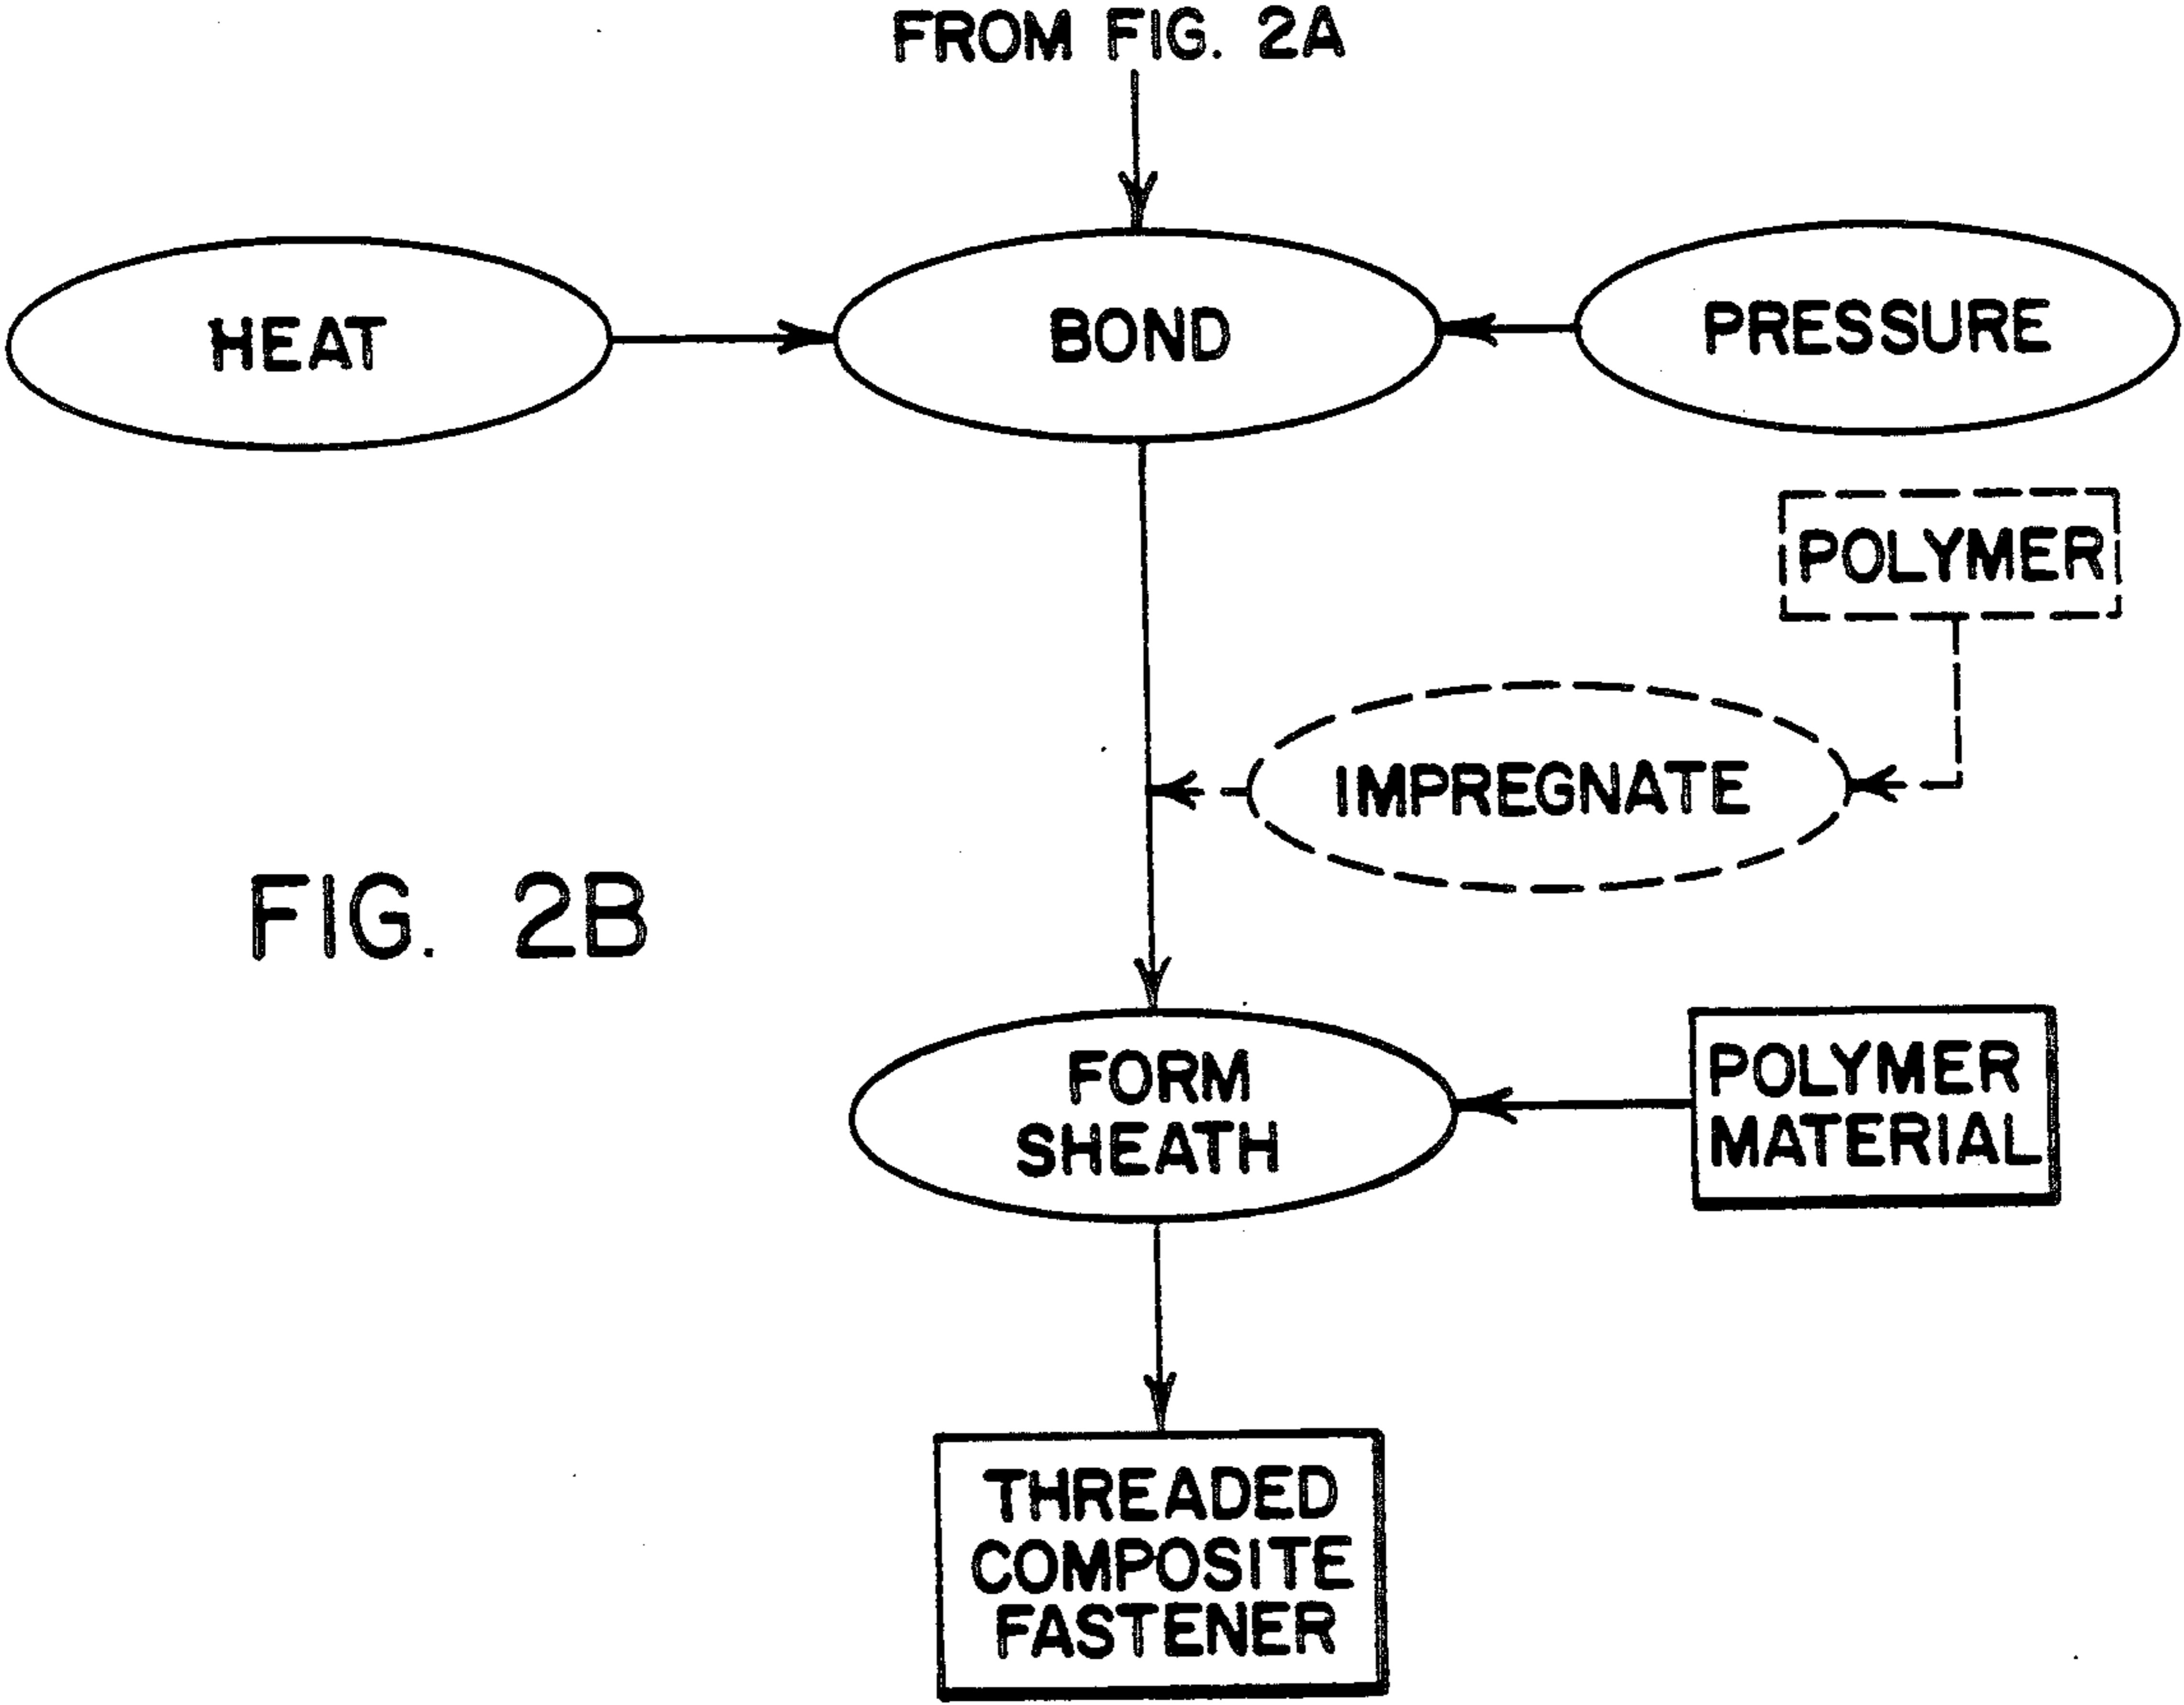 FROM FIG. 2A
HEAT
BOND
PRESSURE
POLYMER
IMPREGNATE
FIG. 2B
FORM
SHEATH
POLYMER
MATERIAL
THREADED
COMPOSITE
FASTENER